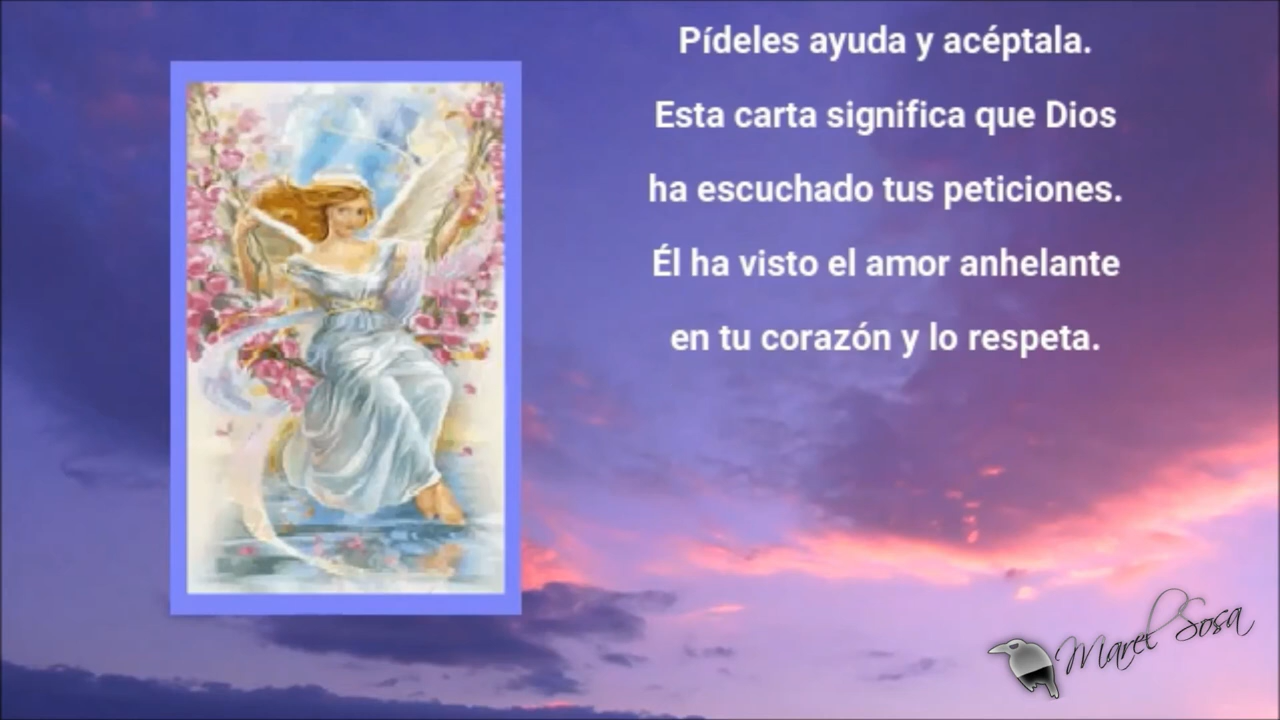 Pídeles ayuda y acéptala.
Esta carta significa que Dios
ha escuchado tus peticiones.
Él ha visto el amor anhelante
en tu corazón y lo respeta.
Marel Sosa